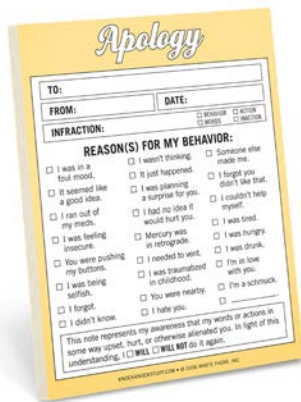 Apology
TO:
FROM:
DATE:
INFRACTION:
☐ BEHAVIOR ☐ ACTION
☐ WORDS ☐ INACTION
REASON(S) FOR MY BEHAVIOR:
☐ I was in a
foul mood.
☐ It seemed like
a good idea.
☐ I ran out of
my meds.
☐ I was feeling
insecure.
☐ You were pushing
my buttons.
☐ I was being
selfish.
☐ I forgot.
☐ I didn't know.
☐ I wasn't thinking.
☐ It just happened.
☐ I was planning
a surprise for you.
☐ I had no idea it
would hurt you.
☐ Mercury was
in retrograde.
☐ I needed to vent.
☐ I was traumatized
in childhood.
☐ You were nearby.
☐ I hate you.
☐ Someone else
made me.
☐ I forgot you
didn't like that.
☐ I couldn't help
myself.
☐ I was tired.
☐ I was hungry.
☐ I was drunk.
☐ I'm in love
with you.
☐ I'm a schmuck.
☐
This note represents my awareness that my words or actions in
some way upset, hurt, or otherwise alienated you. In light of this
understanding, I ☐ WILL ☐ WILL NOT do it again.
KNOCKKNOCKSTUFF.COM • © 2006 WHO'S THERE, INC.